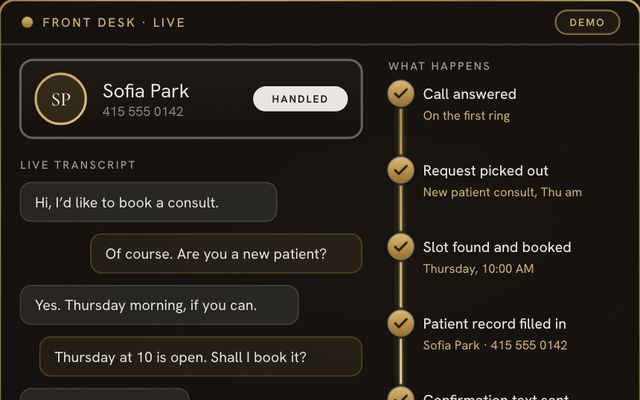 FRONT DESK · LIVE
DEMO
SP
Sofia Park
415 555 0142
HANDLED
LIVE TRANSCRIPT
Hi, I’d like to book a consult.
Of course. Are you a new patient?
Yes. Thursday morning, if you can.
Thursday at 10 is open. Shall I book it?
WHAT HAPPENS
Call answered
On the first ring
Request picked out
New patient consult, Thu am
Slot found and booked
Thursday, 10:00 AM
Patient record filled in
Sofia Park · 415 555 0142
Confirmation text sent